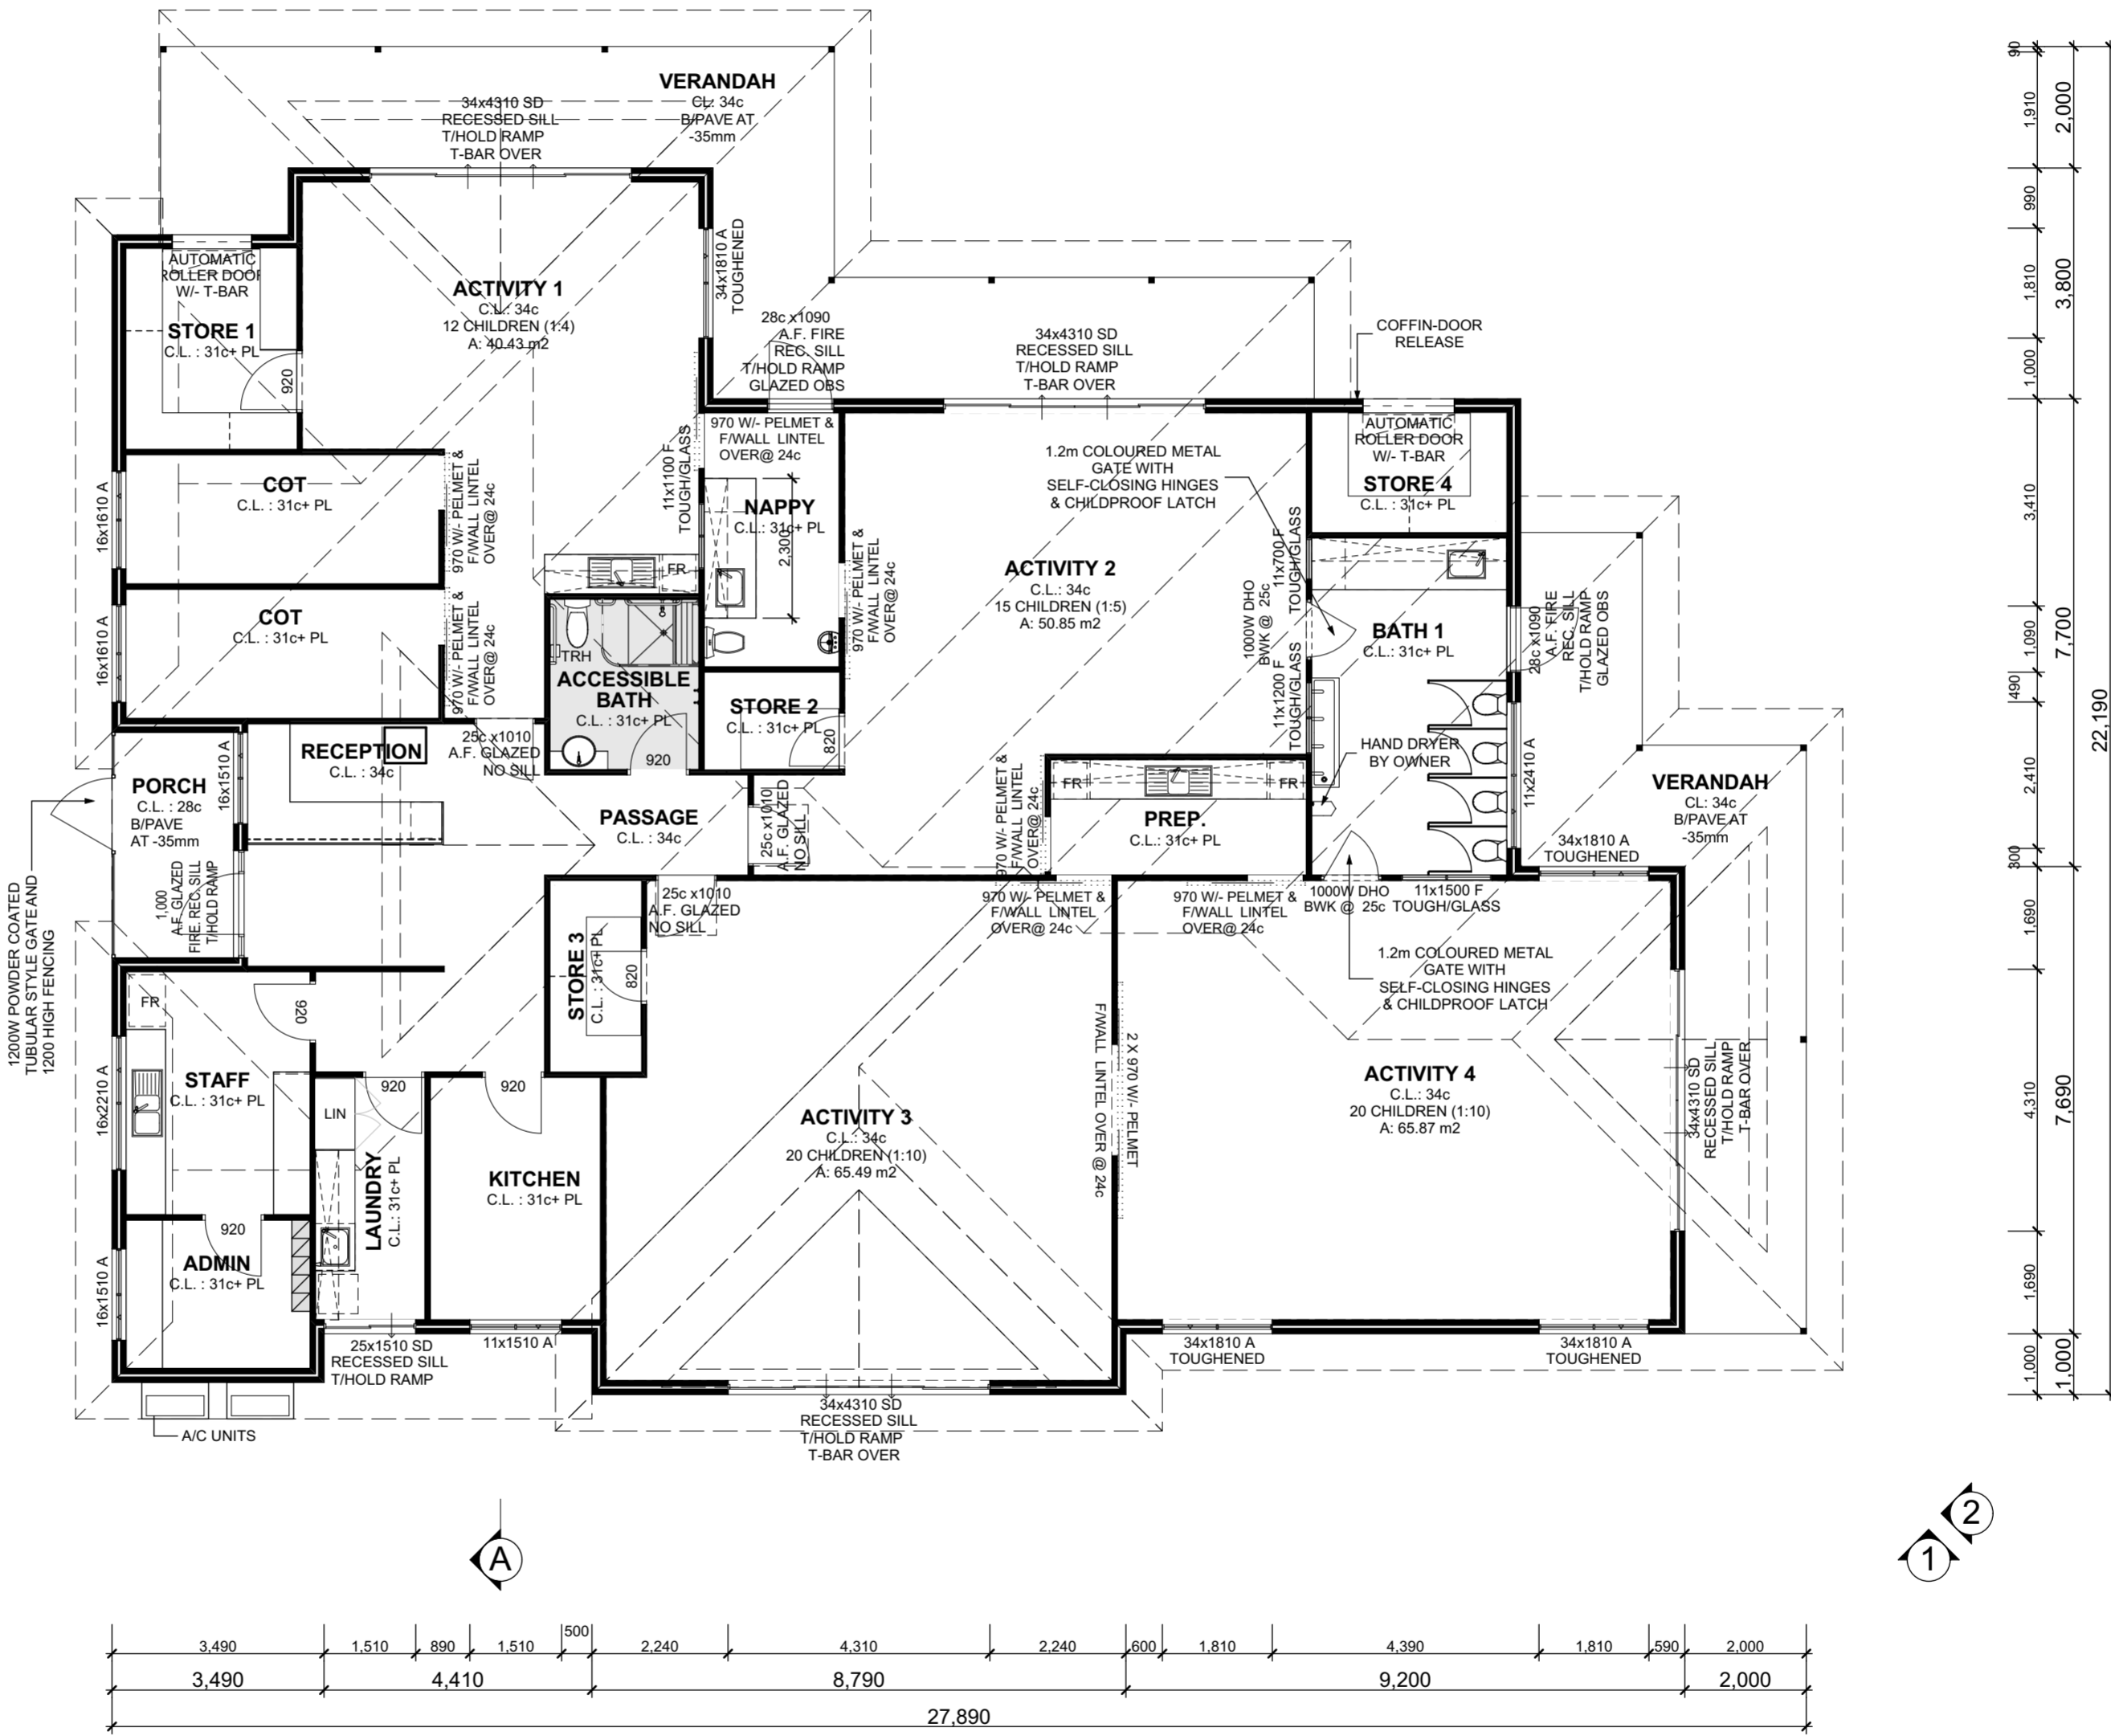 VERANDAH
CL: 34c
B/PAVE AT
-35mm
34x4310 SD
RECESSED SILL
T/HOLD RAMP
T-BAR OVER
AUTOMATIC
ROLLER DOOR
W/- T-BAR
STORE 1
C.L. : 31c+ PL
920
ACTIVITY 1
C.L.: 34c
12 CHILDREN (1:4)
A: 40.43 m2
34x1810 A
TOUGHENED
28c x1090
A.F. FIRE
REC. SILL
T/HOLD RAMP
GLAZED OBS
34x4310 SD
RECESSED SILL
T/HOLD RAMP
T-BAR OVER
COFFIN-DOOR
RELEASE
16x1610 A
COT
C.L. : 31c+ PL
970 W/- PELMET &
F/WALL LINTEL
OVER@ 24c
11x1100 F
TOUGH/GLASS
970 W/- PELMET &
F/WALL LINTEL
OVER@ 24c
NAPPY
C.L.: 31c+ PL
2,300
1.2m COLOURED METAL
GATE WITH
SELF-CLOSING HINGES
& CHILDPROOF LATCH
AUTOMATIC
ROLLER DOOR
W/- T-BAR
STORE 4
C.L.: 31c+ PL
16x1610 A
COT
C.L. : 31c+ PL
970 W/- PELMET &
F/WALL LINTEL
OVER@ 24c
FR
970 W/- PELMET &
F/WALL LINTEL
OVER@ 24c
ACTIVITY 2
C.L.: 34c
15 CHILDREN (1:5)
A: 50.85 m2
11x700 F
TOUGH/GLASS
1000W DHO
BWK @ 25c
11x1200 F
TOUGH/GLASS
BATH 1
C.L.: 31c+ PL
28c x1090
A.F. FIRE
REC. SILL
T/HOLD RAMP
GLAZED OBS
TRH
ACCESSIBLE
BATH
C.L. : 31c+ PL
920
STORE 2
C.L. : 31c+ PL
820
RECEPTION
C.L. : 34c
25c x1010
A.F. GLAZED
NO SILL
HAND DRYER
BY OWNER
11x2410 A
PORCH
C.L. : 28c
B/PAVE
AT -35mm
16x1510 A
1,000
A.F. GLAZED
FIRE. REC. SILL
T/HOLD RAMP
1200W POWDER COATED
TUBULAR STYLE GATE AND
1200 HIGH FENCING
PASSAGE
C.L. : 34c
25c x1010
A.F. GLAZED
NO SILL
970 W/- PELMET &
F/WALL LINTEL
OVER@ 24c
FR
FR
PREP.
C.L.: 31c+ PL
VERANDAH
CL: 34c
B/PAVE AT
-35mm
34x1810 A
TOUGHENED
25c x1010
A.F. GLAZED
NO SILL
970 W/- PELMET &
F/WALL LINTEL
OVER@ 24c
970 W/- PELMET &
F/WALL LINTEL
OVER@ 24c
1000W DHO
BWK @ 25c
11x1500 F
TOUGH/GLASS
1.2m COLOURED METAL
GATE WITH
SELF-CLOSING HINGES
& CHILDPROOF LATCH
STORE 3
C.L. : 31c+ PL
820
FR
920
STAFF
C.L. : 31c+ PL
16x2210 A
LIN
920
920
LAUNDRY
C.L.: 31c+ PL
KITCHEN
C.L. : 31c+ PL
ACTIVITY 3
C.L.: 34c
20 CHILDREN (1:10)
A: 65.49 m2
F/WALL LINTEL OVER @ 24c
2 X 970 W/- PELMET
ACTIVITY 4
C.L.: 34c
20 CHILDREN (1:10)
A: 65.87 m2
34x4310 SD
RECESSED SILL
T/HOLD RAMP
T-BAR OVER
920
ADMIN
C.L. : 31c+ PL
16x1510 A
25x1510 SD
RECESSED SILL
T/HOLD RAMP
11x1510 A
34x1810 A
TOUGHENED
34x1810 A
TOUGHENED
34x4310 SD
RECESSED SILL
T/HOLD RAMP
T-BAR OVER
A/C UNITS
A
2
1
90
1,910
990
1,810
1,000
3,410
1,090
490
2,410
300
1,690
4,310
1,690
1,000
2,000
3,800
7,700
7,690
1,000
22,190
3,490
1,510
890
1,510
500
2,240
4,310
2,240
600
1,810
4,390
1,810
590
2,000
3,490
4,410
8,790
9,200
2,000
27,890